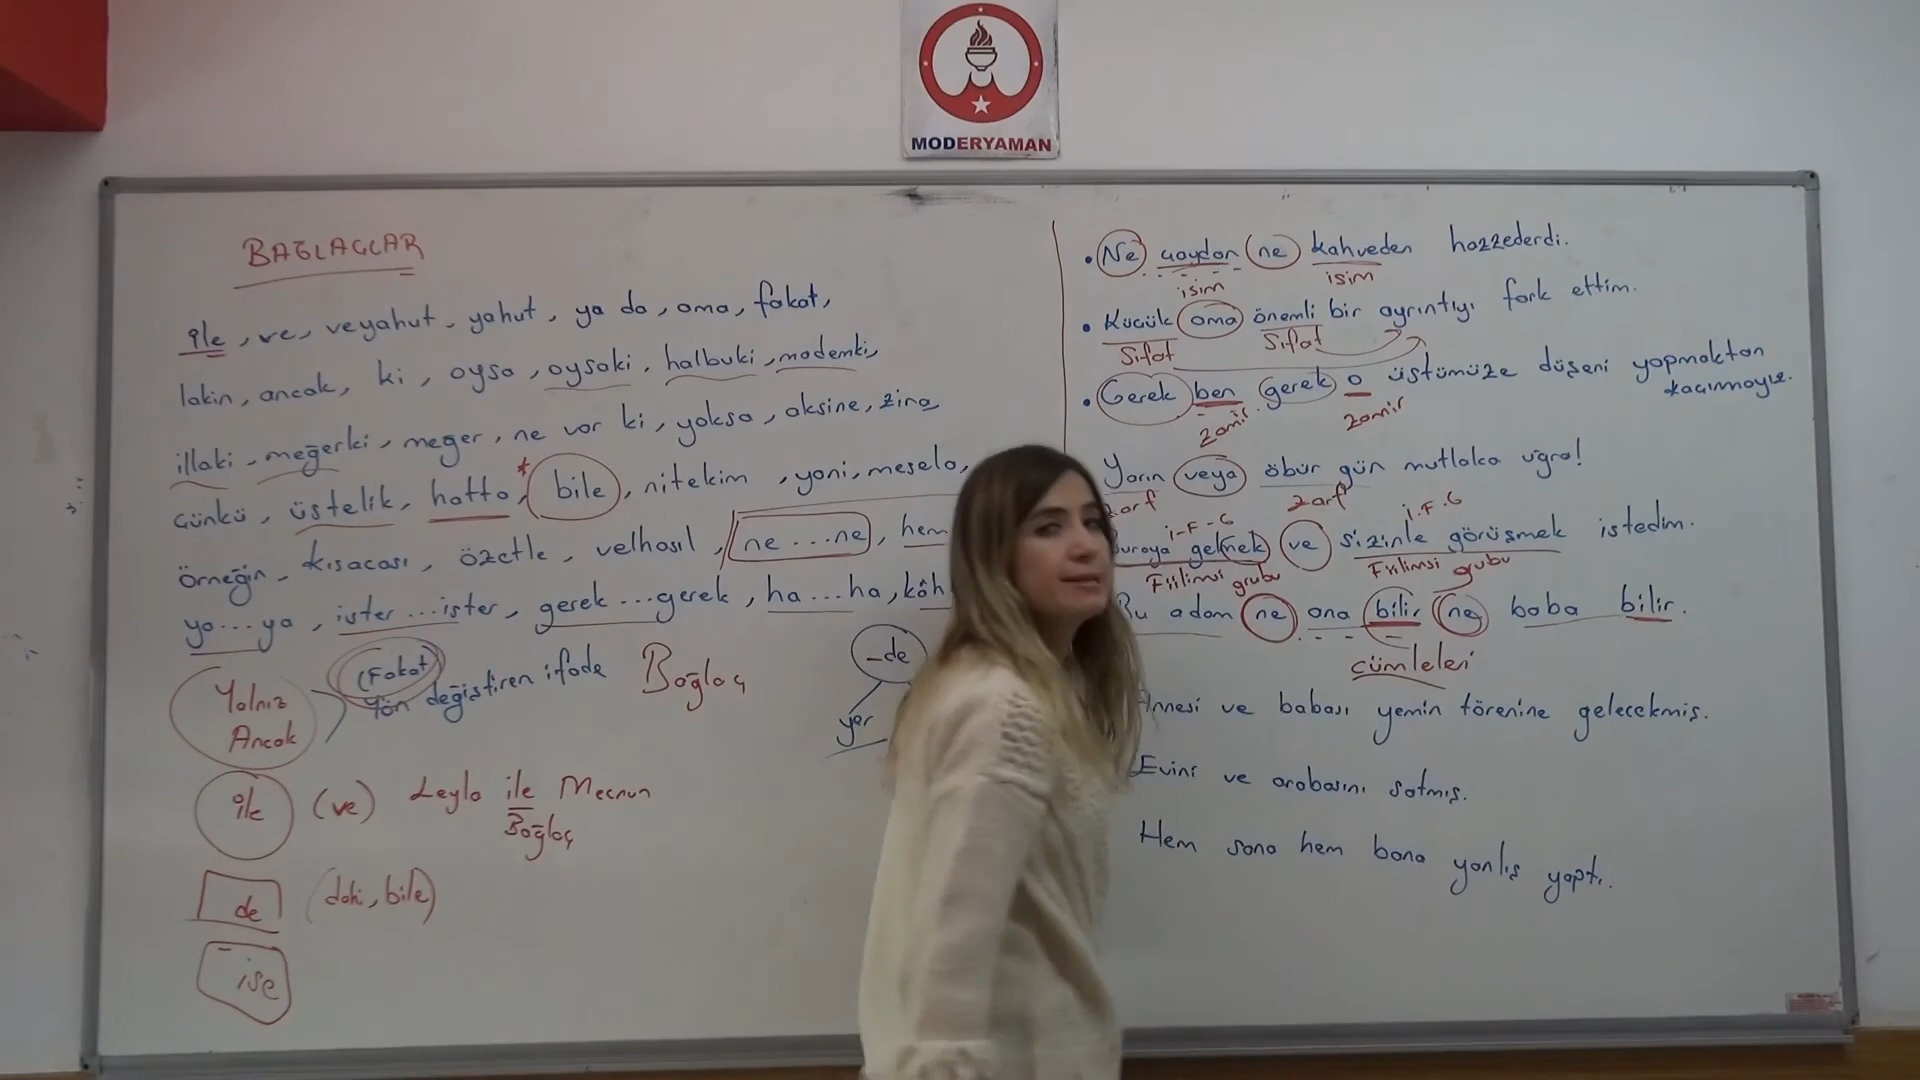 MODERYAMAN
BAĞLAÇLAR
ile, ve, veyahut, yahut, ya da, ama, fakat,
lakin, ancak, ki, oysa, oysaki, halbuki, mademki,
illaki, meğerki, meğer, ne var ki, yoksa, aksine, zira,
çünkü, üstelik, hatta, * bile, nitekim, yani, mesela,
örneğin, kısacası, özetle, velhasıl, ne...ne, hem
ya...ya, ister...ister, gerek...gerek, ha...ha, kâh
Yalnız
Ancak
(Fakat)
Yön değiştiren ifade Bağlaç
-de
yer
ile (ve) Leyla ile Mecnun
Bağlaç
de (dahi, bile)
ise
• Ne çaydan ne kahveden hazzederdi.
isim isim
• Küçük ama önemli bir ayrıntıyı fark ettim.
Sıfat Sıfat
• Gerek ben gerek o üstümüze düşeni yapmaktan
kaçınmayız.
zamir zamir
Yarın veya öbür gün mutlaka uğra!
zarf zarf
i-F-G i.F.G
buraya gelmek ve sizinle görüşmek istedim.
Fiilimsi grubu Fiilimsi grubu
Bu adam ne ana bilir ne baba bilir.
cümleleri
Annesi ve babası yemin törenine gelecekmiş.
Evini ve arabasını satmış.
Hem sana hem bana yanlış yaptı.